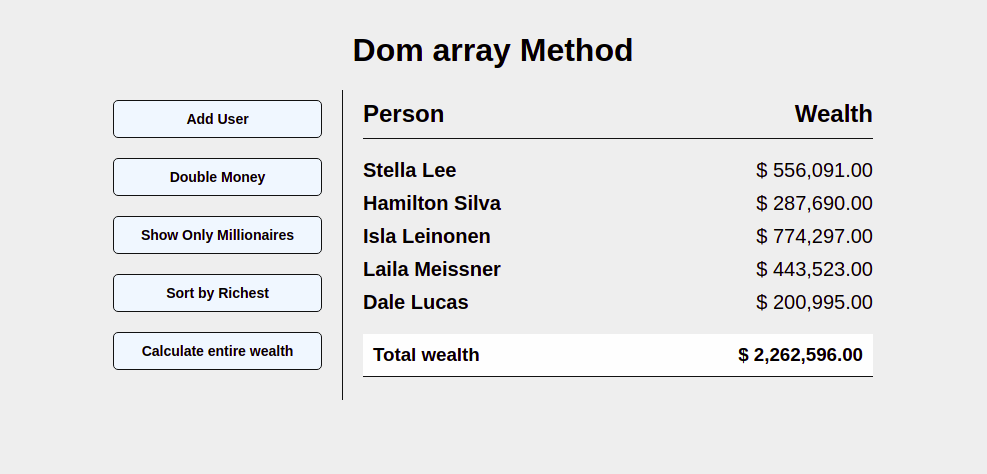 Dom array Method
Add User
Double Money
Show Only Millionaires
Sort by Richest
Calculate entire wealth
Person Wealth
Stella Lee $ 556,091.00
Hamilton Silva $ 287,690.00
Isla Leinonen $ 774,297.00
Laila Meissner $ 443,523.00
Dale Lucas $ 200,995.00
Total wealth $ 2,262,596.00